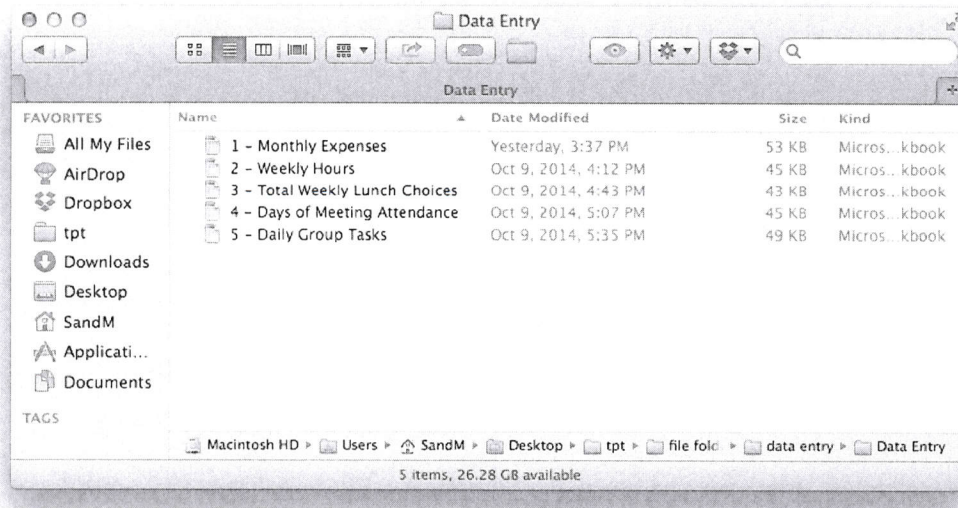 Data Entry
Data Entry
FAVORITES
All My Files
AirDrop
Dropbox
tpt
Downloads
Desktop
SandM
Applicati...
Documents
TAGS
Name Date Modified Size Kind
1 - Monthly Expenses Yesterday, 3:37 PM 53 KB Micros...kbook
2 - Weekly Hours Oct 9, 2014, 4:12 PM 45 KB Micros...kbook
3 - Total Weekly Lunch Choices Oct 9, 2014, 4:43 PM 43 KB Micros...kbook
4 - Days of Meeting Attendance Oct 9, 2014, 5:07 PM 45 KB Micros...kbook
5 - Daily Group Tasks Oct 9, 2014, 5:35 PM 49 KB Micros...kbook
Macintosh HD ▸ Users ▸ SandM ▸ Desktop ▸ tpt ▸ file fold ▸ data entry ▸ Data Entry
5 items, 26.28 GB available